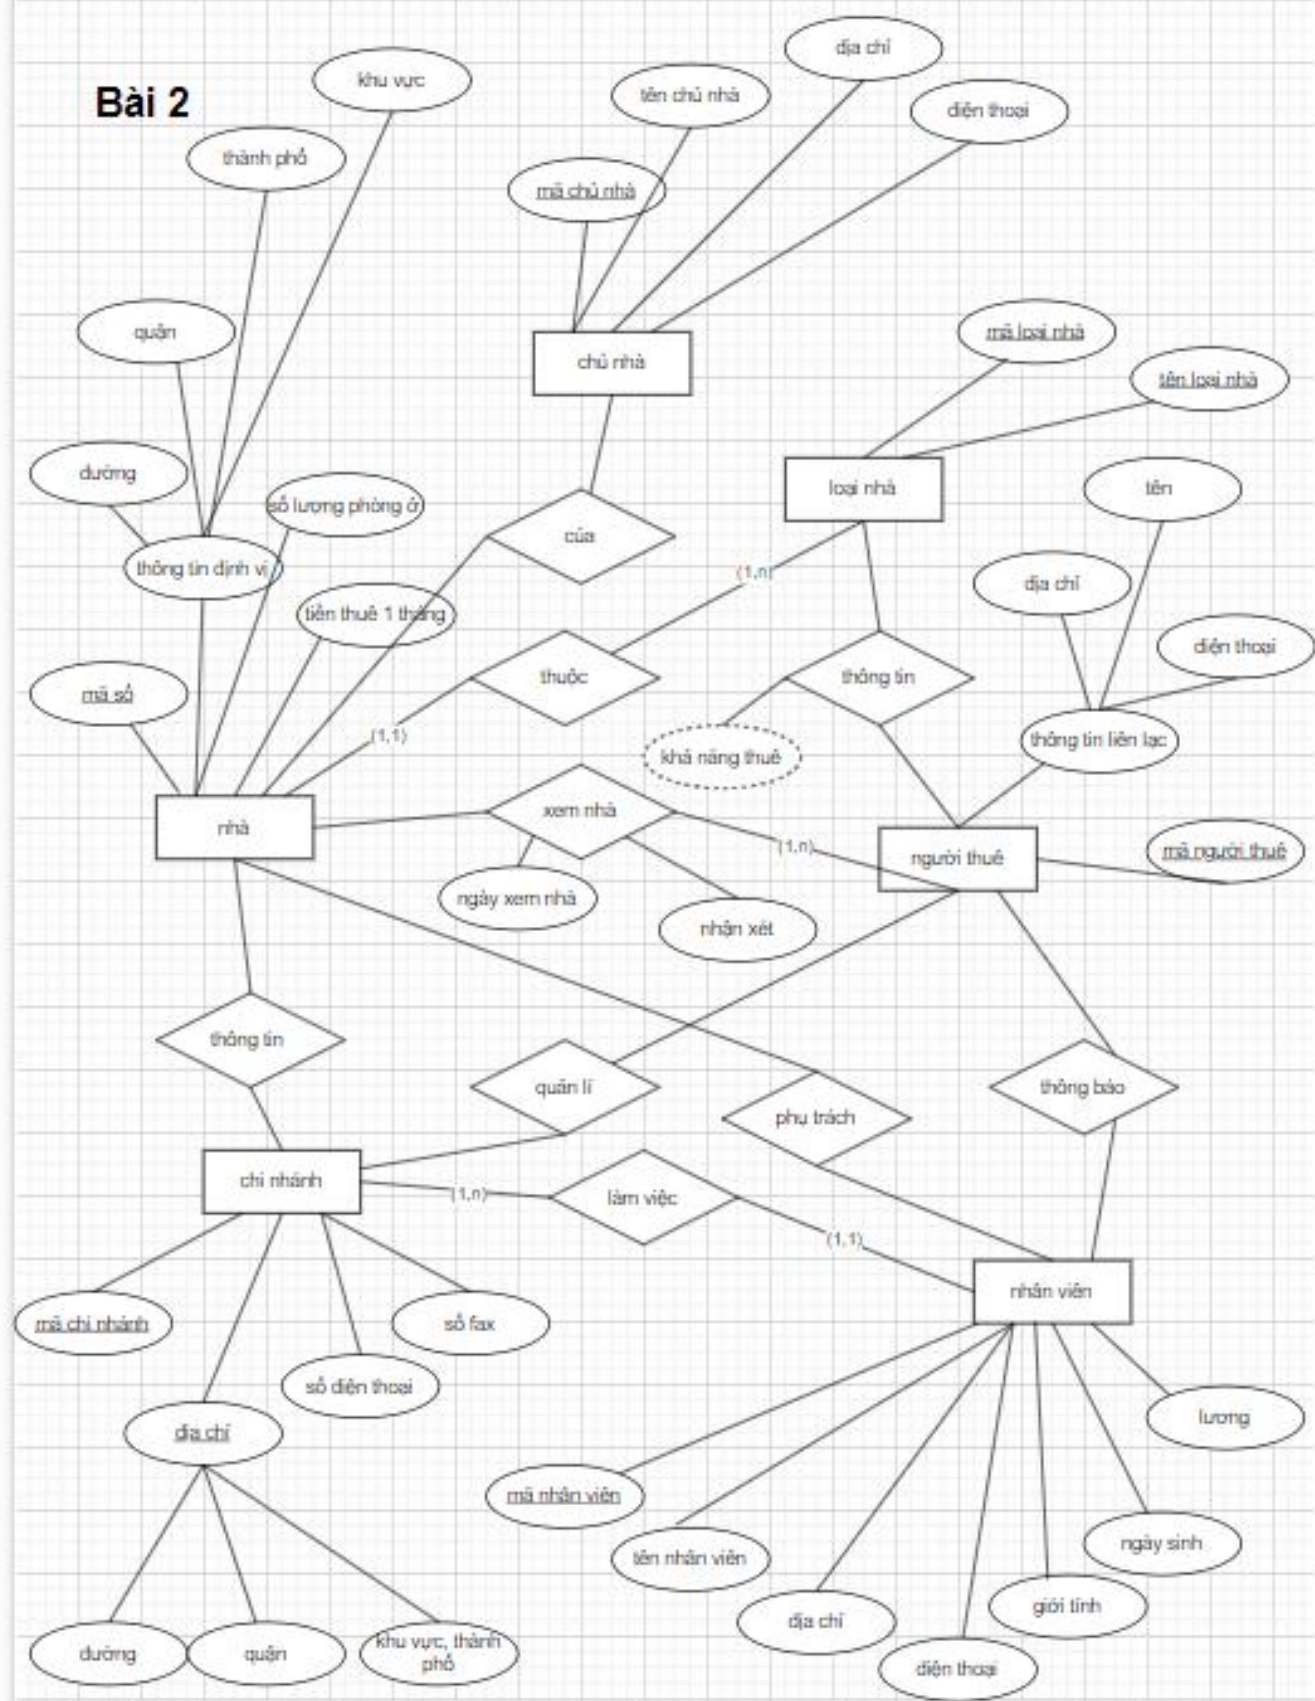 khu vực
địa chỉ
tên chủ nhà
điện thoại
Bài 2
thành phố
mã chủ nhà
quận
chủ nhà
mã loại nhà
tên loại nhà
đường
loại nhà
tên
số lượng phòng ở
của
thông tin định vị
(1,n)
địa chỉ
tiền thuê 1 tháng
điện thoại
thuộc
thông tin
mã số
(1,1)
khả năng thuê
thông tin liên lạc
nhà
xem nhà
(1,n)
người thuê
mã người thuê
ngày xem nhà
nhận xét
thông tin
quản lí
phụ trách
thông báo
chi nhánh
(1,n)
làm việc
(1,1)
nhân viên
mã chi nhánh
số fax
số điện thoại
lương
địa chỉ
mã nhân viên
ngày sinh
tên nhân viên
giới tính
địa chỉ
đường
quận
khu vực, thành
phố
điện thoại